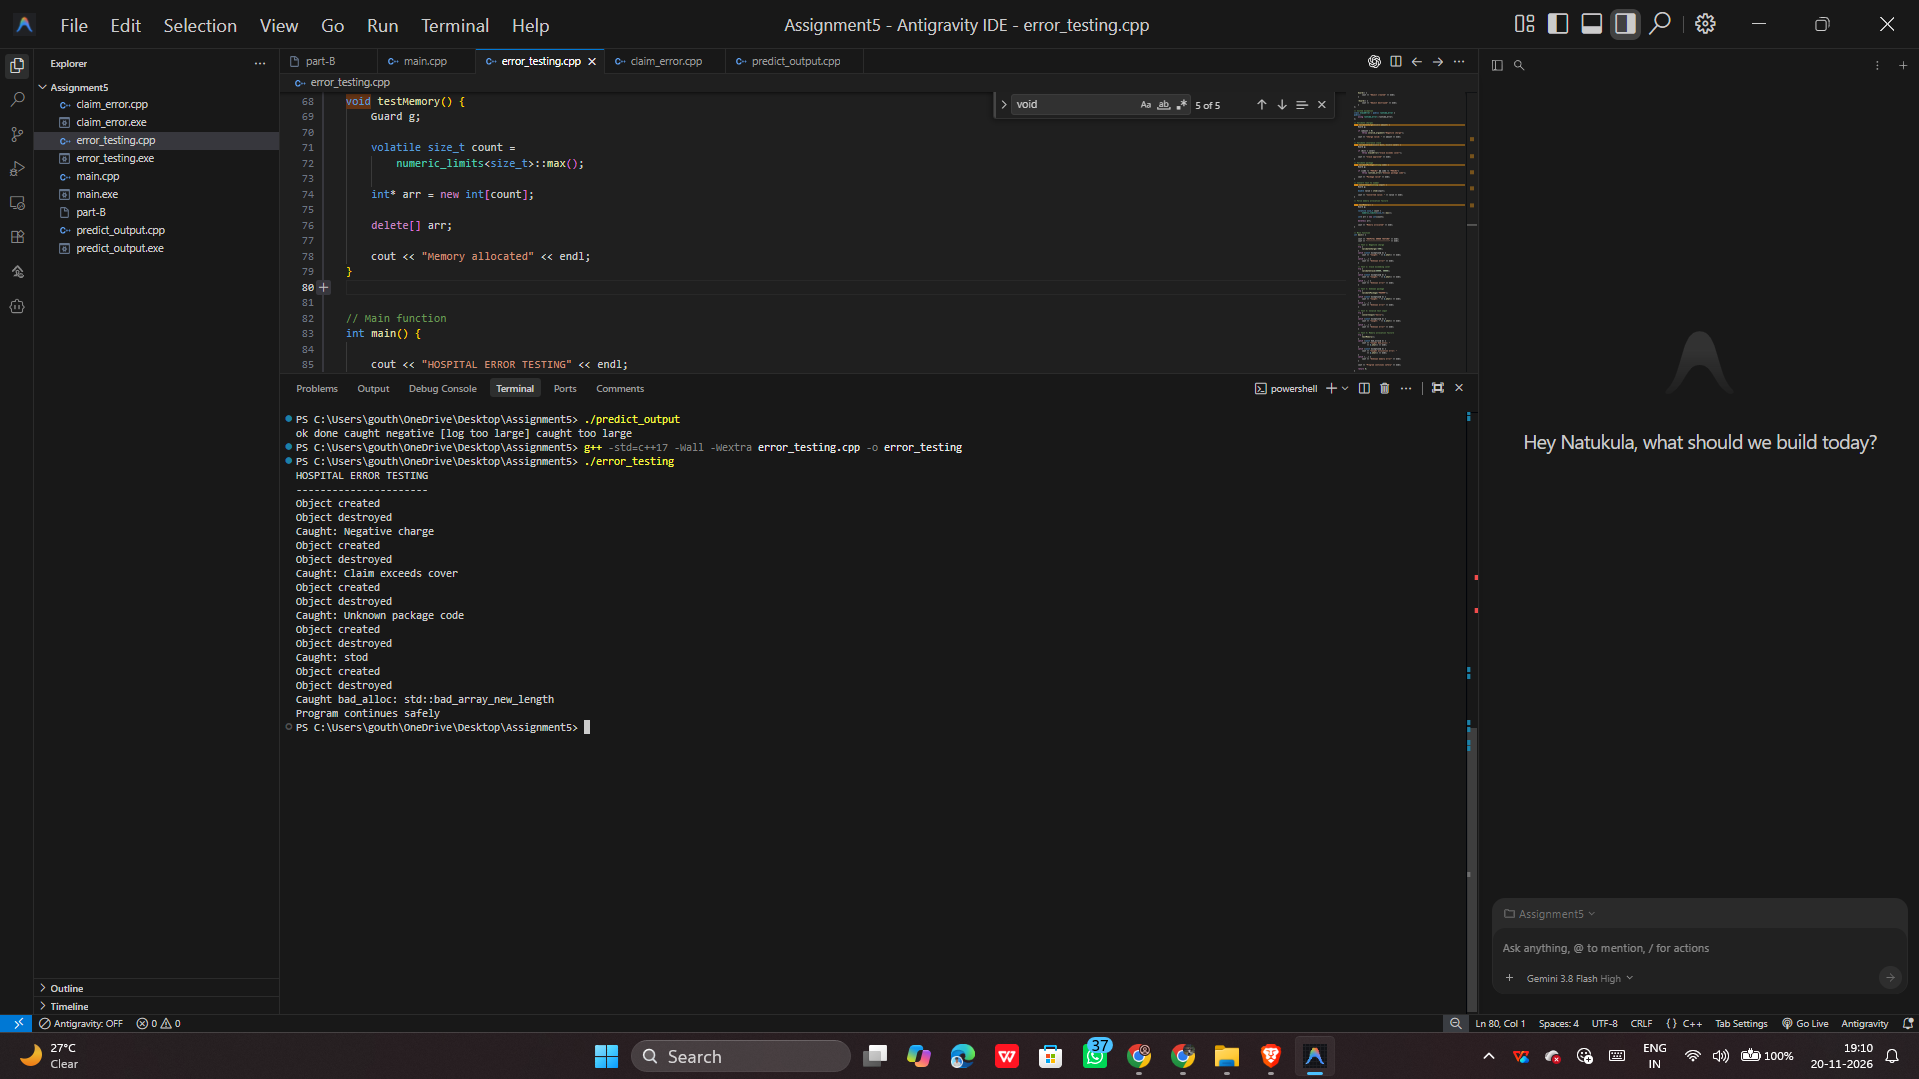 File Edit Selection View Go Run Terminal Help
Assignment5 - Antigravity IDE - error_testing.cpp
Explorer
Assignment5
claim_error.cpp
claim_error.exe
error_testing.cpp
error_testing.exe
main.cpp
main.exe
part-B
predict_output.cpp
predict_output.exe
Outline
Timeline
part-B main.cpp error_testing.cpp claim_error.cpp predict_output.cpp
error_testing.cpp
void
Aa ab 5 of 5
68 void testMemory() {
69 Guard g;
70
71 volatile size_t count =
72 numeric_limits<size_t>::max();
73
74 int* arr = new int[count];
75
76 delete[] arr;
77
78 cout << "Memory allocated" << endl;
79 }
80
81
82 // Main function
83 int main() {
84
85 cout << "HOSPITAL ERROR TESTING" << endl;
Problems Output Debug Console Terminal Ports Comments
powershell
PS C:\Users\gouth\OneDrive\Desktop\Assignment5> ./predict_output
ok done caught negative [log too large] caught too large
PS C:\Users\gouth\OneDrive\Desktop\Assignment5> g++ -std=c++17 -Wall -Wextra error_testing.cpp -o error_testing
PS C:\Users\gouth\OneDrive\Desktop\Assignment5> ./error_testing
HOSPITAL ERROR TESTING
----------------------
Object created
Object destroyed
Caught: Negative charge
Object created
Object destroyed
Caught: Claim exceeds cover
Object created
Object destroyed
Caught: Unknown package code
Object created
Object destroyed
Caught: stod
Object created
Object destroyed
Caught bad_alloc: std::bad_array_new_length
Program continues safely
PS C:\Users\gouth\OneDrive\Desktop\Assignment5>
Hey Natukula, what should we build today?
Assignment5
Ask anything, @ to mention, / for actions
Gemini 3.8 Flash High
Antigravity: OFF 0 0
Ln 80, Col 1 Spaces: 4 UTF-8 CRLF {} C++ Tab Settings Go Live Antigravity
27°C
Clear
Search
37
ENG
IN
100%
19:10
20-11-2026